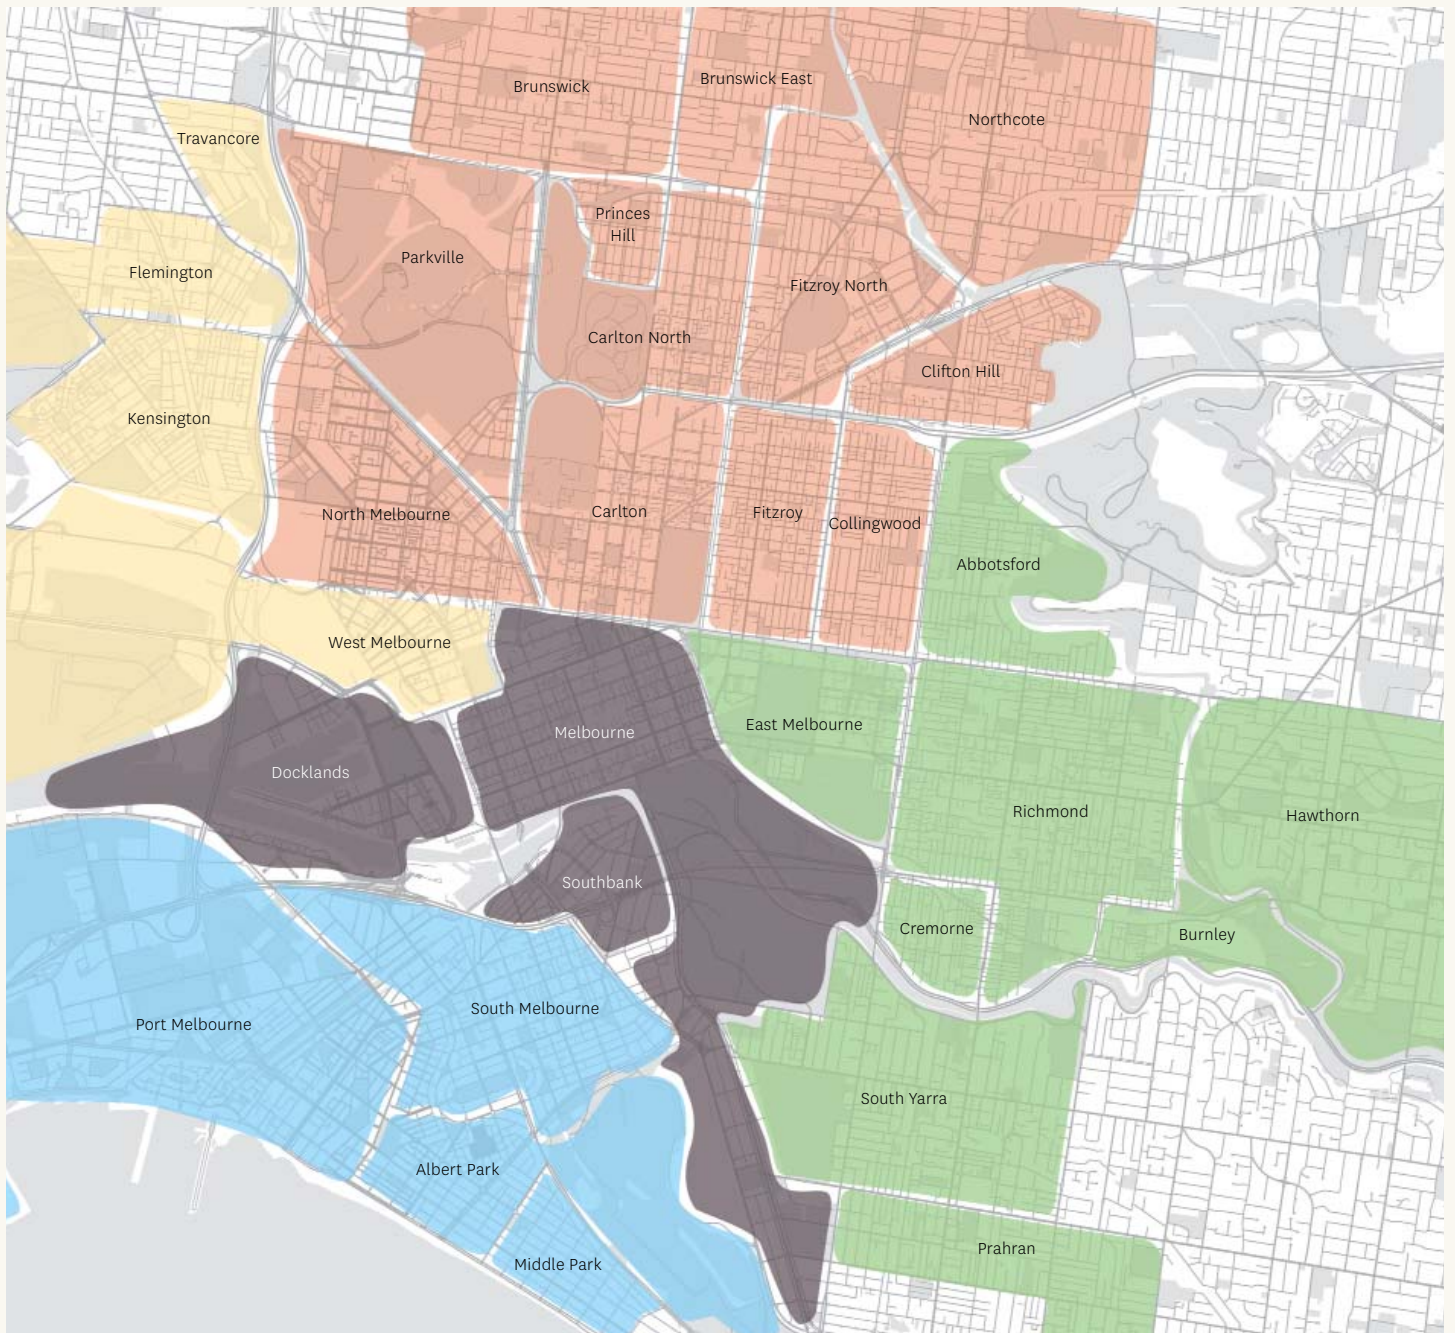 Brunswick
Brunswick East
Northcote
Travancore
Princes
Hill
Parkville
Flemington
Fitzroy North
Carlton North
Clifton Hill
Kensington
North Melbourne
Carlton
Fitzroy
Collingwood
Abbotsford
West Melbourne
East Melbourne
Melbourne
Docklands
Richmond
Hawthorn
Southbank
Cremorne
Burnley
South Melbourne
Port Melbourne
South Yarra
Albert Park
Prahran
Middle Park